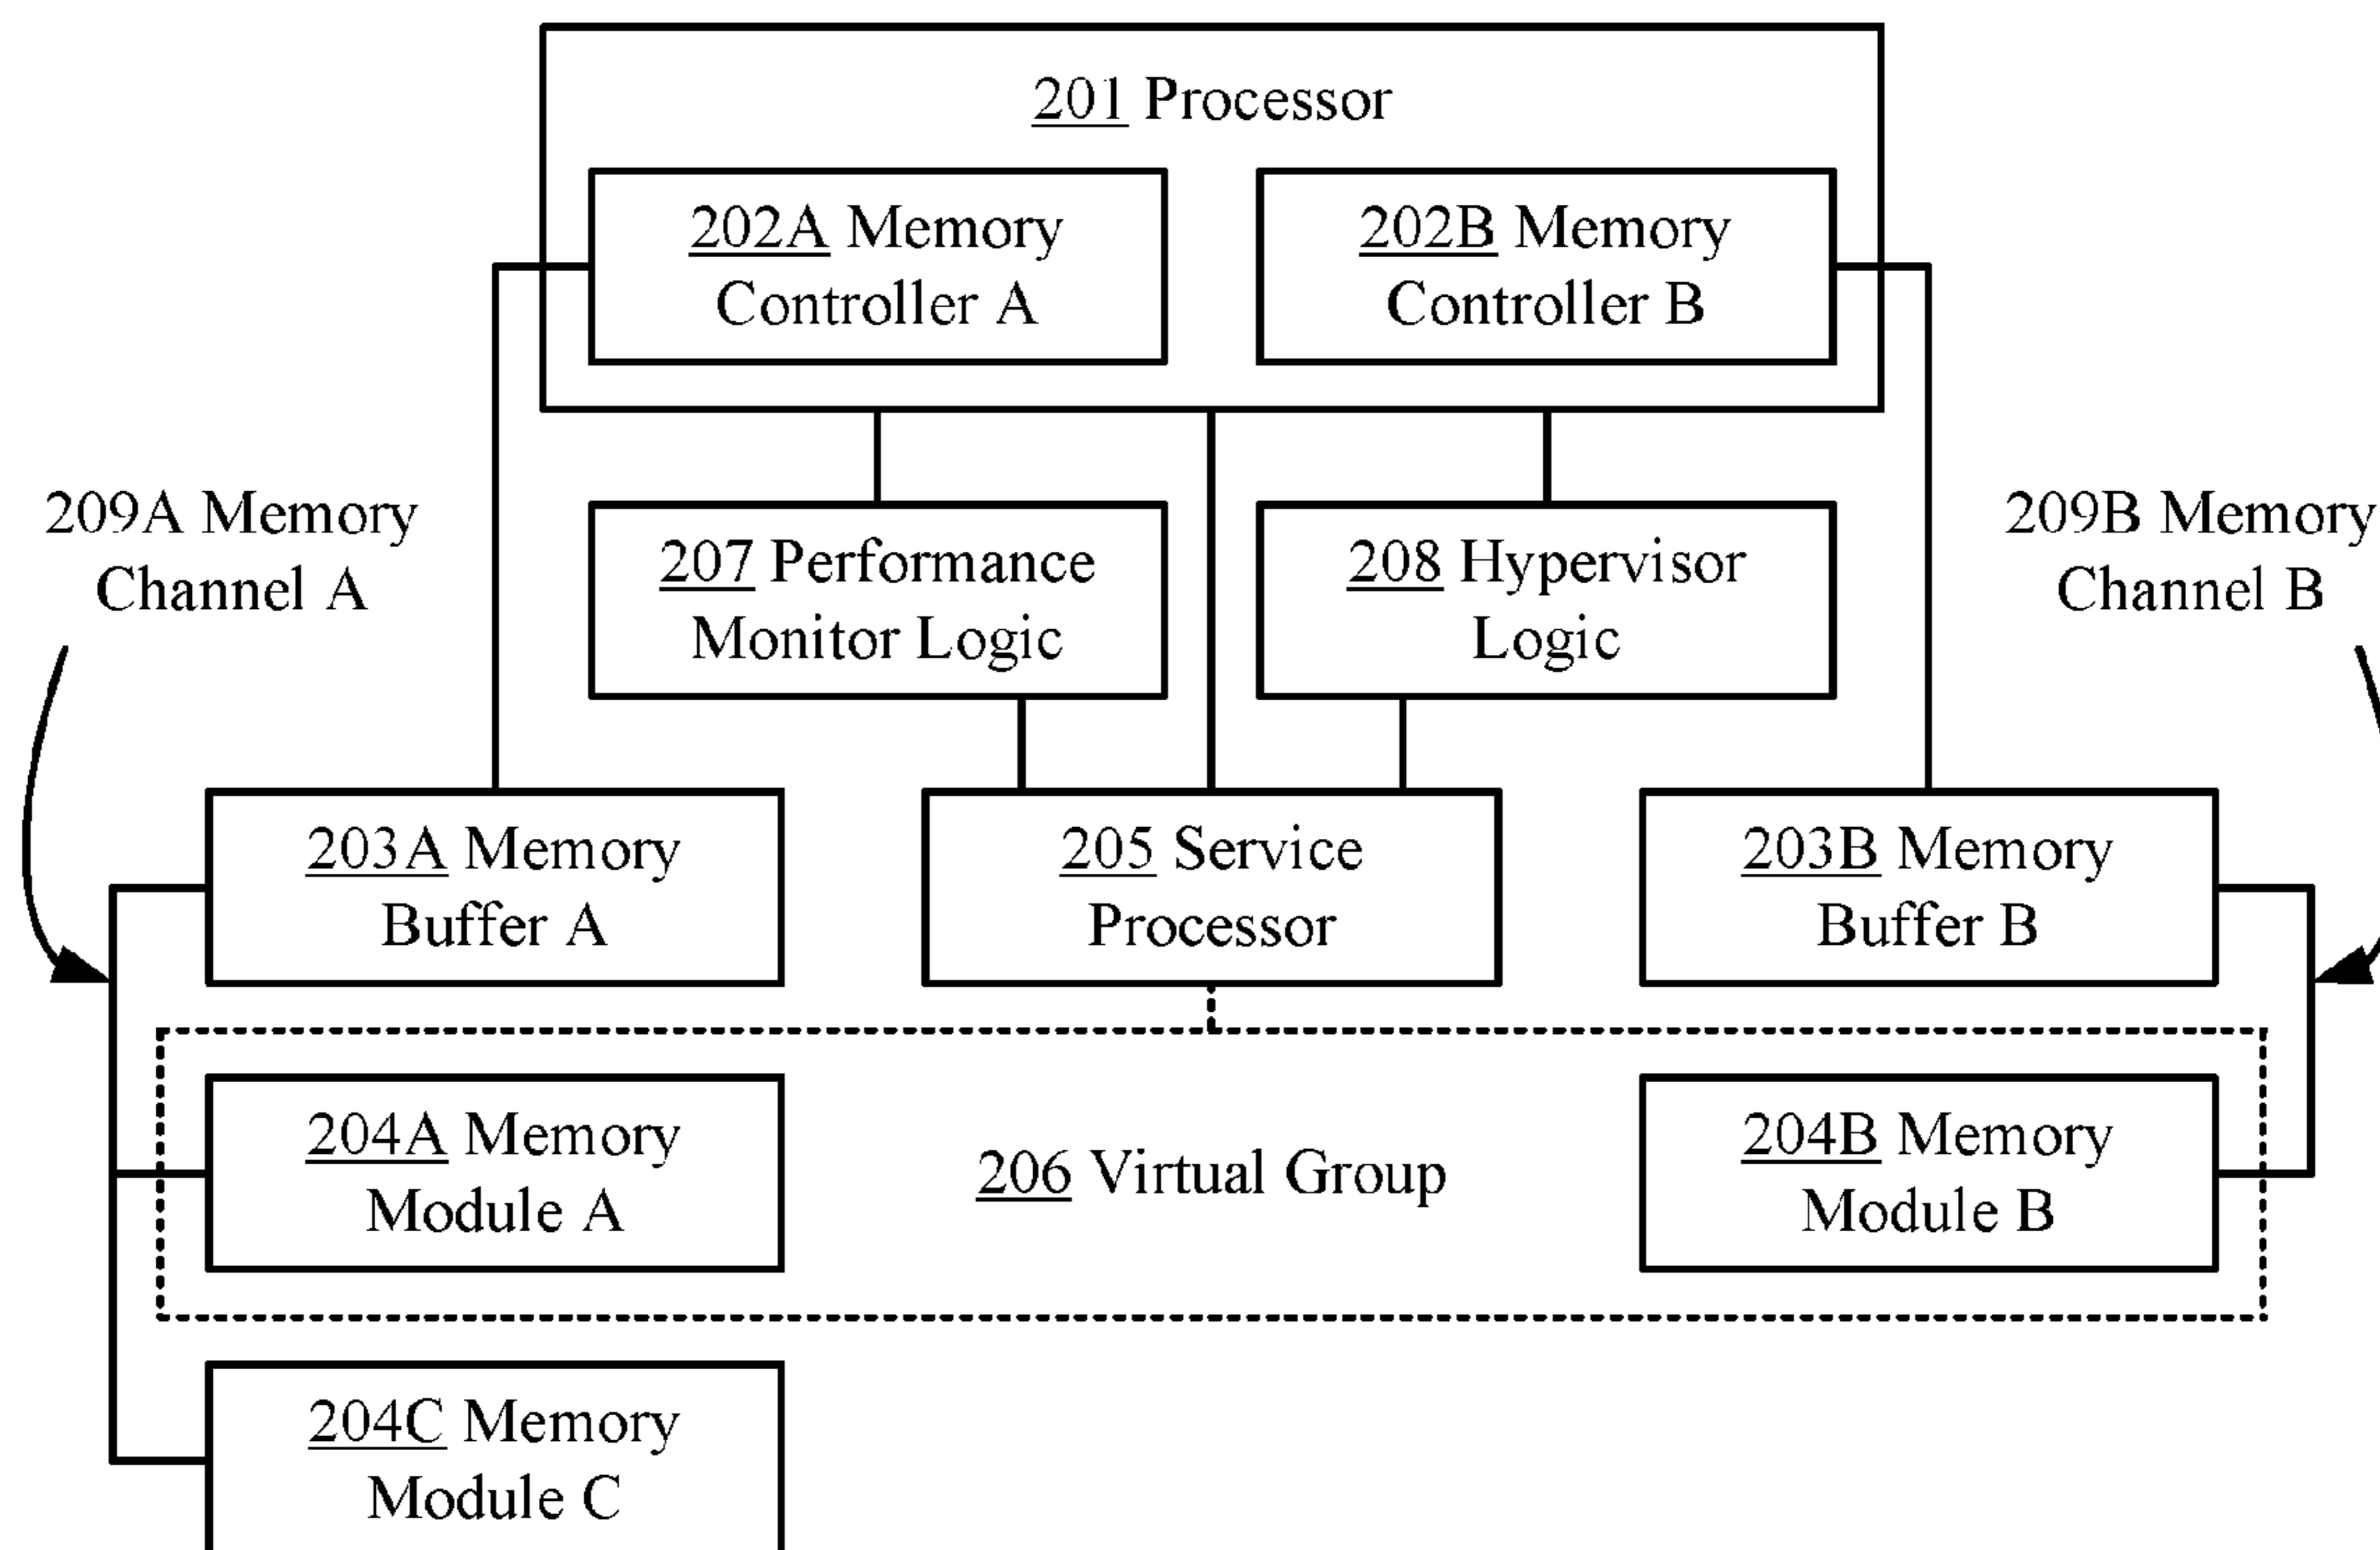 201 Processor
202A Memory
Controller A
202B Memory
Controller B
209A Memory
Channel A
207 Performance
Monitor Logic
208 Hypervisor
Logic
209B Memory
Channel B
203A Memory
Buffer A
205 Service
Processor
203B Memory
Buffer B
204A Memory
Module A
206 Virtual Group
204B Memory
Module B
204C Memory
Module C